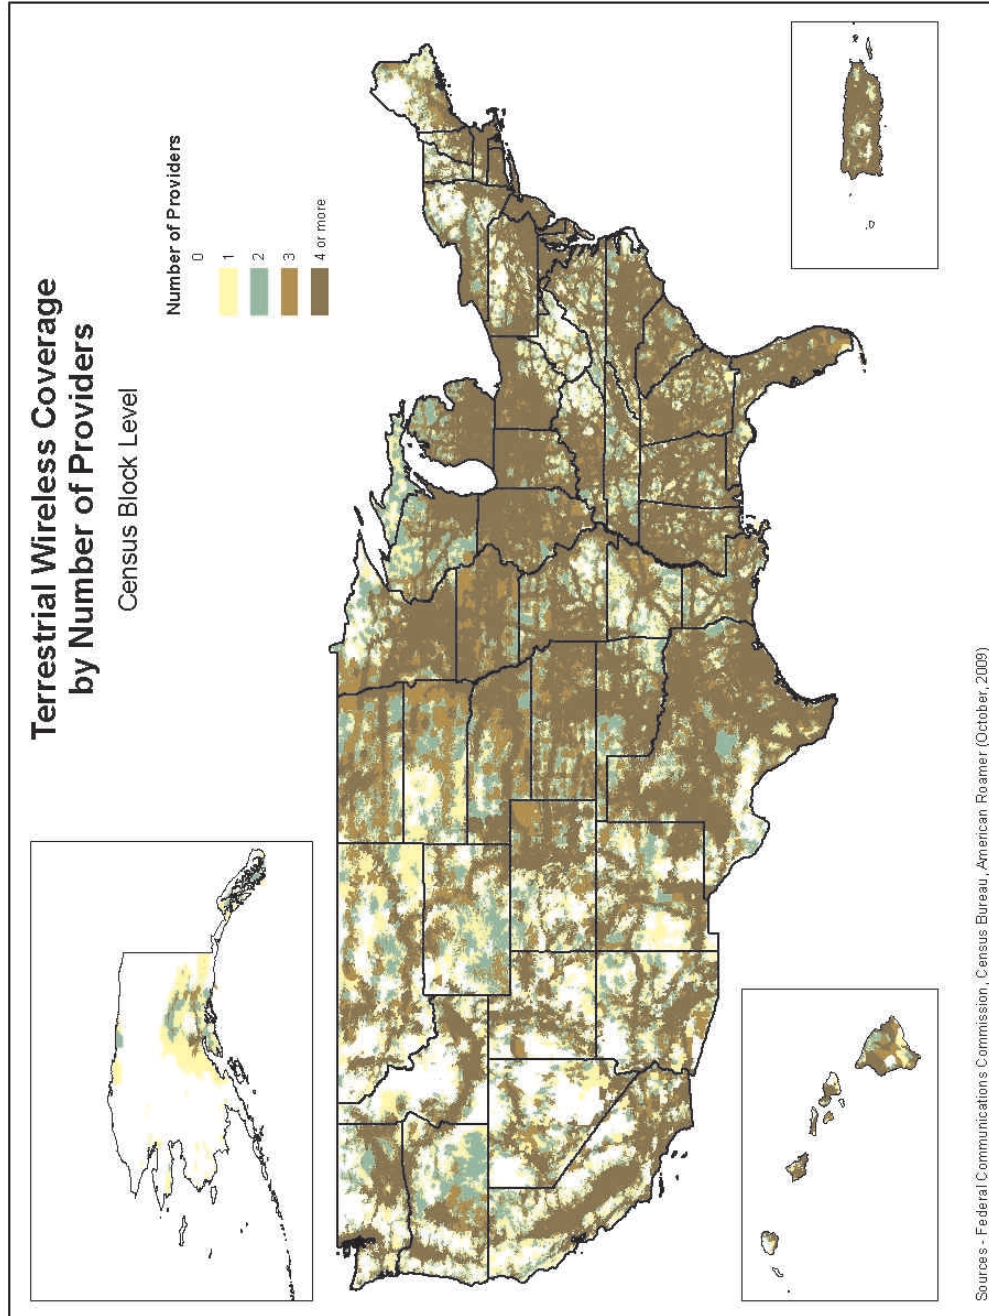 Terrestrial Wireless Coverage
by Number of Providers
Census Block Level
Number of Providers
0
1
2
3
4 or more
Sources - Federal Communications Commission, Census Bureau, American Roamer (October, 2009)